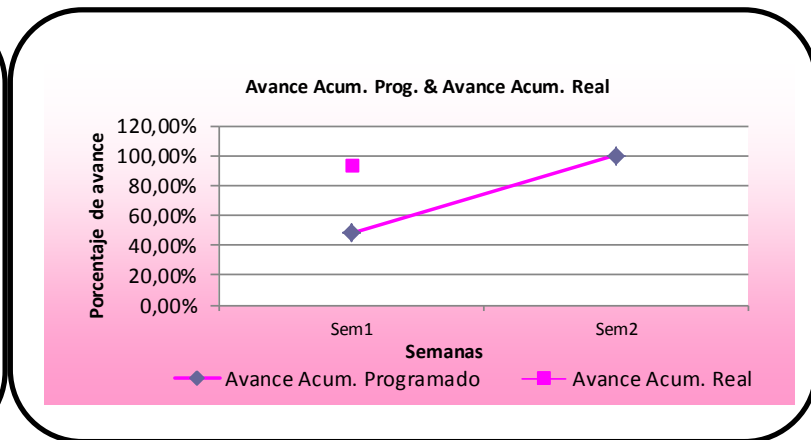 Avance Acum. Prog. & Avance Acum. Real
Porcentaje de avance
120,00%
100,00%
80,00%
60,00%
40,00%
20,00%
0,00%
Sem1 Sem2
Semanas
Avance Acum. Programado Avance Acum. Real